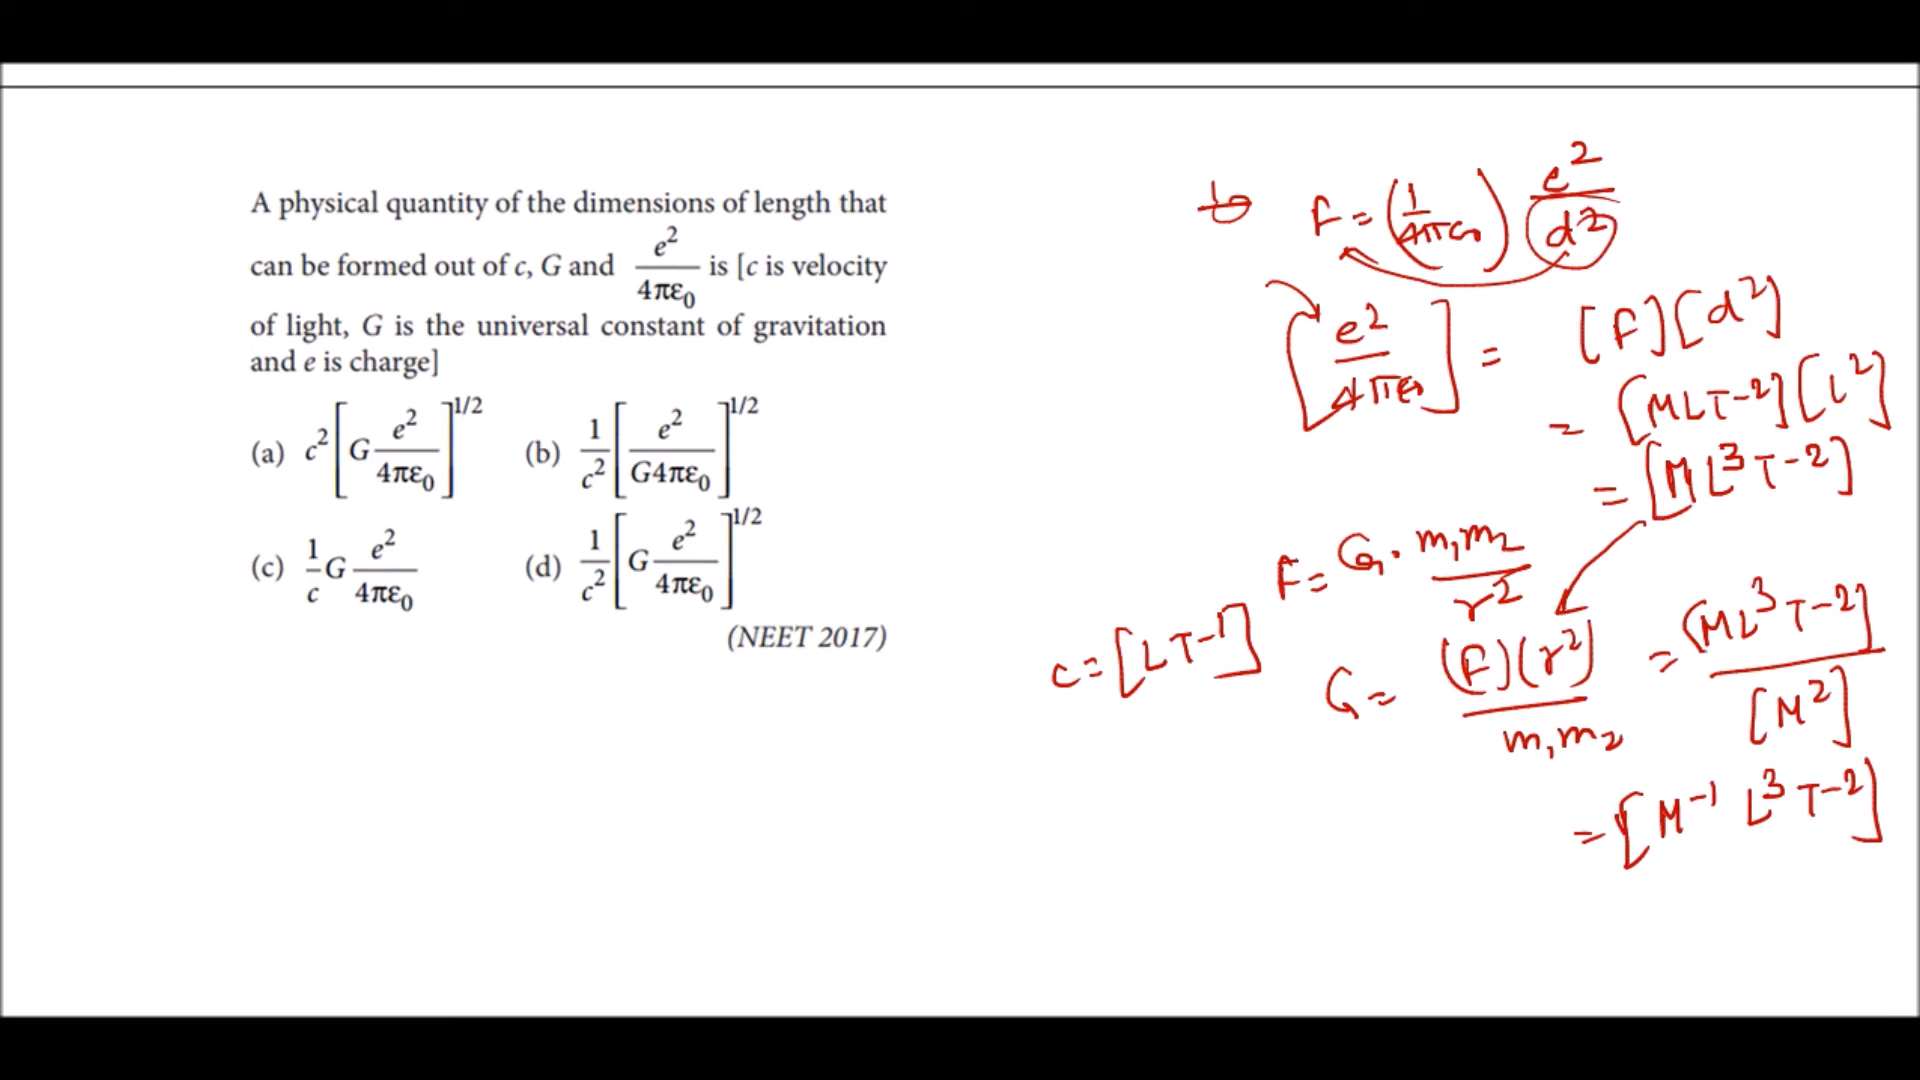 A physical quantity of the dimensions of length that
can be formed out of c, G and e²/4πε₀ is [c is velocity
of light, G is the universal constant of gravitation
and e is charge]
(a) c²[G e²/4πε₀]^1/2 (b) 1/c² [e²/G4πε₀]^1/2
(c) 1/c G e²/4πε₀ (d) 1/c² [G e²/4πε₀]^1/2
(NEET 2017)
F = (1/4πε₀) e²/d²
[e²/4πε₀] = [F][d²]
= [MLT-2][L²]
= [ML³T-2]
F = G. m₁m₂/r²
c = [LT-1]
G = (F)(r²)/m₁m₂ = [ML³T-2]/[M²]
= [M-1 L³T-2]